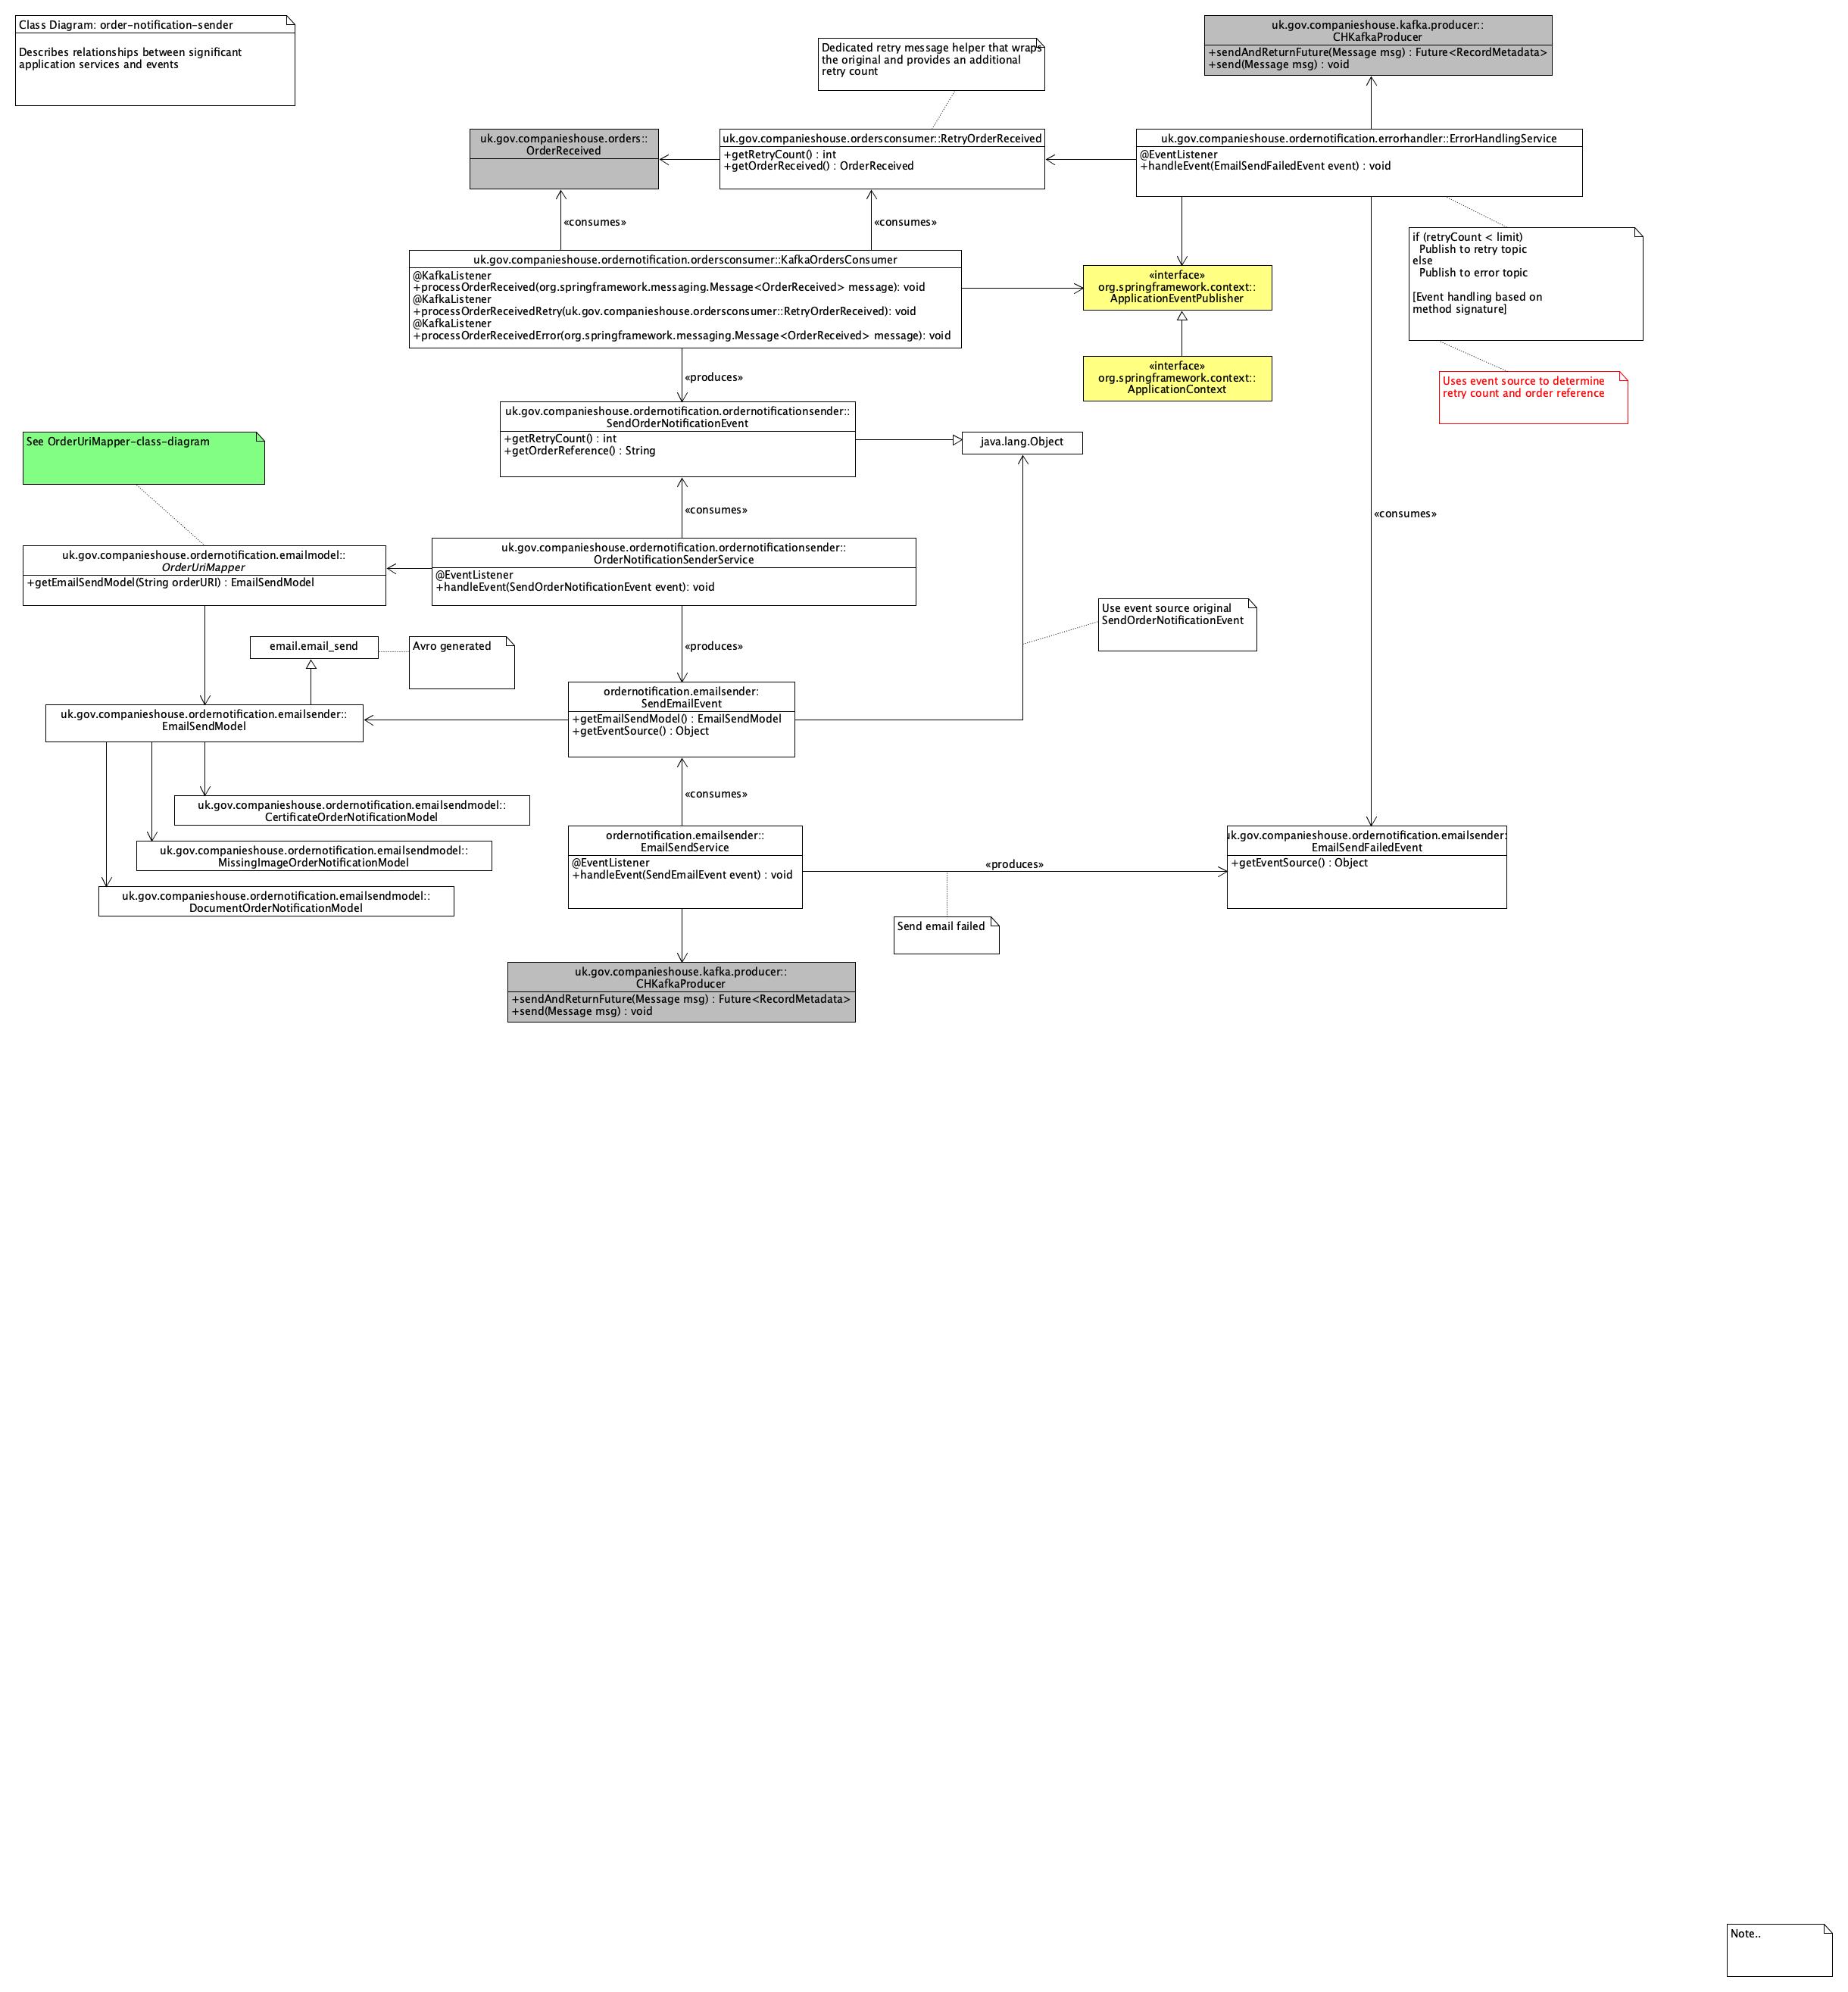 Class Diagram: order-notification-sender
Describes relationships between significant
application services and events
Dedicated retry message helper that wraps
the original and provides an additional
retry count
uk.gov.companieshouse.kafka.producer::
CHKafkaProducer
+sendAndReturnFuture(Message msg) : Future<RecordMetadata>
+send(Message msg) : void
uk.gov.companieshouse.orders::
OrderReceived
uk.gov.companieshouse.ordersconsumer::RetryOrderReceived
+getRetryCount() : int
+getOrderReceived() : OrderReceived
uk.gov.companieshouse.ordernotification.errorhandler::ErrorHandlingService
@EventListener
+handleEvent(EmailSendFailedEvent event) : void
«consumes»
«consumes»
if (retryCount < limit)
Publish to retry topic
else
Publish to error topic
[Event handling based on
method signature]
uk.gov.companieshouse.ordernotification.ordersconsumer::KafkaOrdersConsumer
@KafkaListener
+processOrderReceived(org.springframework.messaging.Message<OrderReceived> message): void
@KafkaListener
+processOrderReceivedRetry(uk.gov.companieshouse.ordersconsumer::RetryOrderReceived): void
@KafkaListener
+processOrderReceivedError(org.springframework.messaging.Message<OrderReceived> message): void
«interface»
org.springframework.context::
ApplicationEventPublisher
«interface»
org.springframework.context::
ApplicationContext
Uses event source to determine
retry count and order reference
«produces»
uk.gov.companieshouse.ordernotification.ordernotificationsender::
SendOrderNotificationEvent
+getRetryCount() : int
+getOrderReference() : String
java.lang.Object
See OrderUriMapper-class-diagram
«consumes»
«consumes»
uk.gov.companieshouse.ordernotification.emailmodel::
OrderUriMapper
+getEmailSendModel(String orderURI) : EmailSendModel
uk.gov.companieshouse.ordernotification.ordernotificationsender::
OrderNotificationSenderService
@EventListener
+handleEvent(SendOrderNotificationEvent event): void
Use event source original
SendOrderNotificationEvent
email.email_send
Avro generated
«produces»
uk.gov.companieshouse.ordernotification.emailsender::
EmailSendModel
ordernotification.emailsender:
SendEmailEvent
+getEmailSendModel() : EmailSendModel
+getEventSource() : Object
«consumes»
uk.gov.companieshouse.ordernotification.emailsendmodel::
CertificateOrderNotificationModel
uk.gov.companieshouse.ordernotification.emailsendmodel::
MissingImageOrderNotificationModel
uk.gov.companieshouse.ordernotification.emailsendmodel::
DocumentOrderNotificationModel
ordernotification.emailsender::
EmailSendService
@EventListener
+handleEvent(SendEmailEvent event) : void
«produces»
uk.gov.companieshouse.ordernotification.emailsender:
EmailSendFailedEvent
+getEventSource() : Object
Send email failed
uk.gov.companieshouse.kafka.producer::
CHKafkaProducer
+sendAndReturnFuture(Message msg) : Future<RecordMetadata>
+send(Message msg) : void
Note..